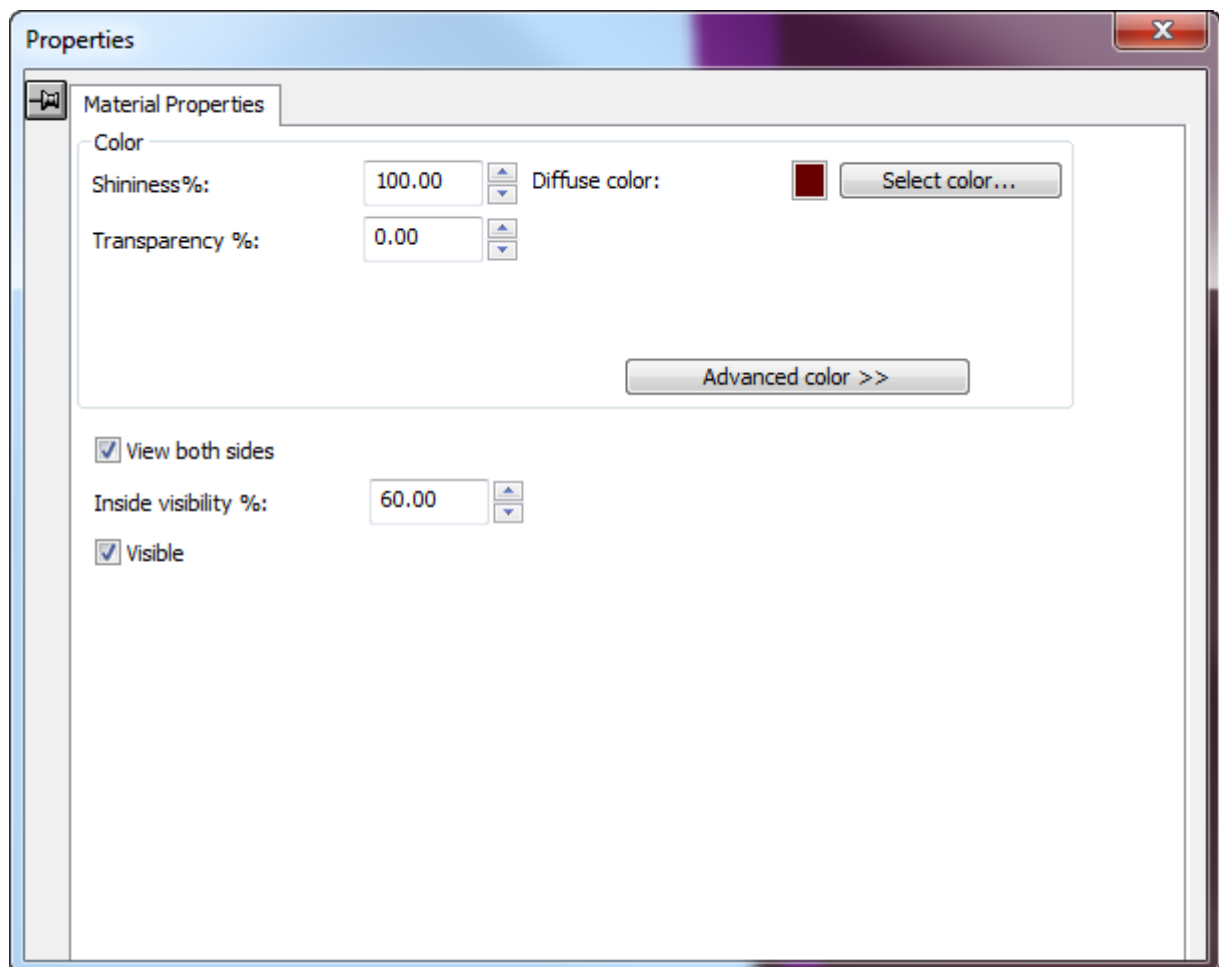 Properties
Material Properties
Color
Shininess%: 100.00 Diffuse color: Select color...
Transparency %: 0.00
Advanced color >>
View both sides
Inside visibility %: 60.00
Visible